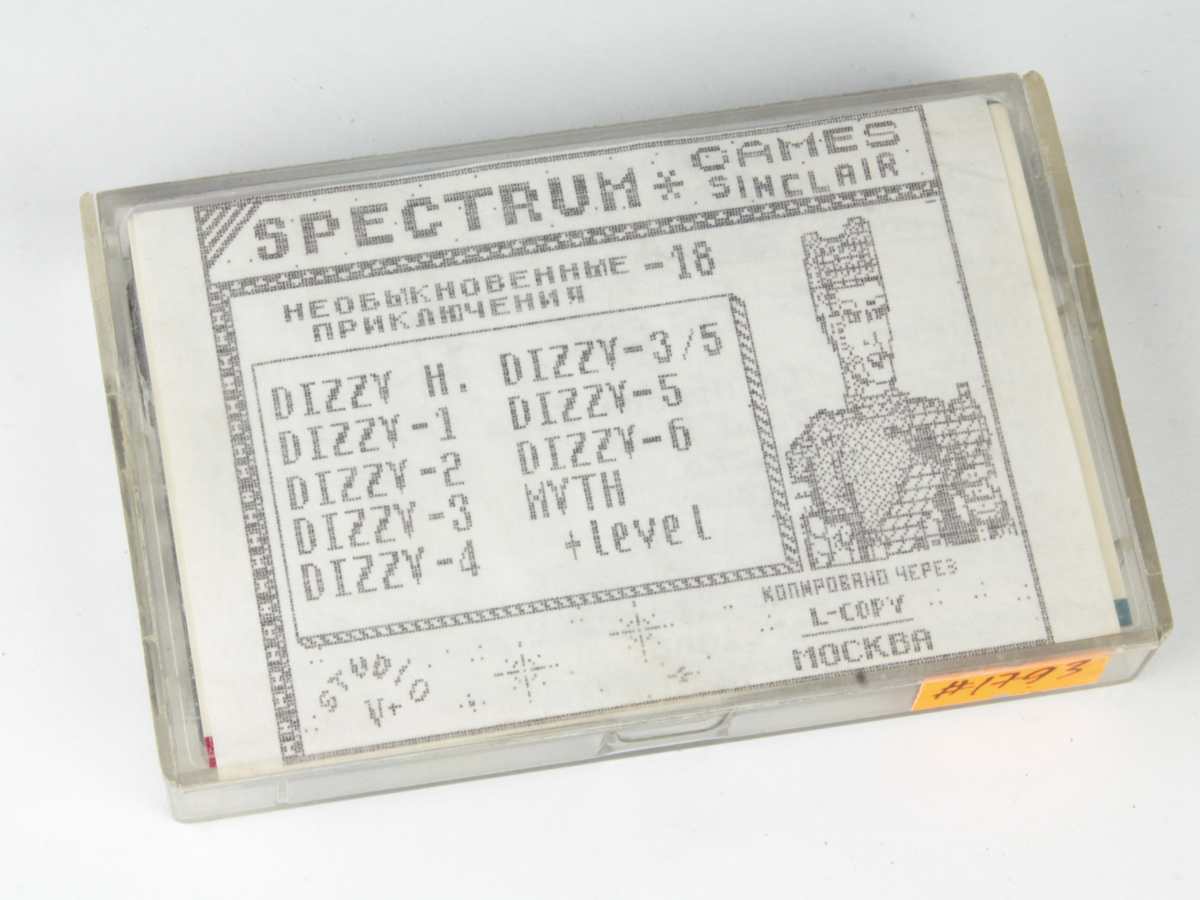 SPECTRUM * GAMES
SINCLAIR
НЕОБЫКНОВЕННЫЕ -18
ПРИКЛЮЧЕНИЯ
DIZZY H.
DIZZY-1
DIZZY-2
DIZZY-3
DIZZY-4
DIZZY-3/5
DIZZY-5
DIZZY-6
MYTH
+level
КОПИРОВАНО ЧЕРЕЗ
L-COPY
МОСКВА
STUDIO
V+
#1793